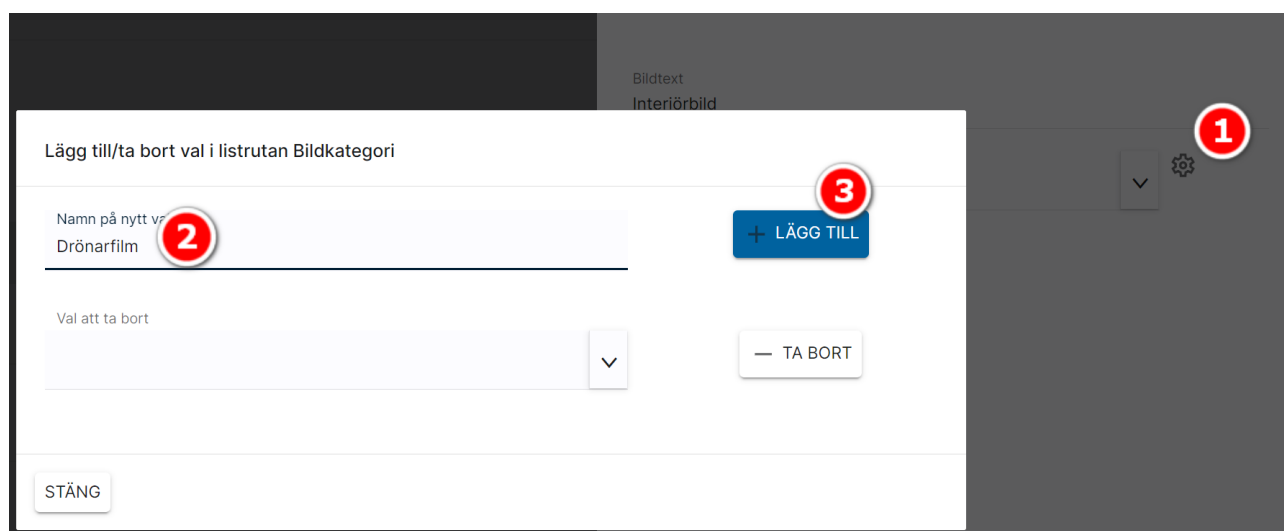 Bildtext
Interiörbild
1
Lägg till/ta bort val i listrutan Bildkategori
3
Namn på nytt
Drönarfilm
2
+ LÄGG TILL
Val att ta bort
— TA BORT
STÄNG